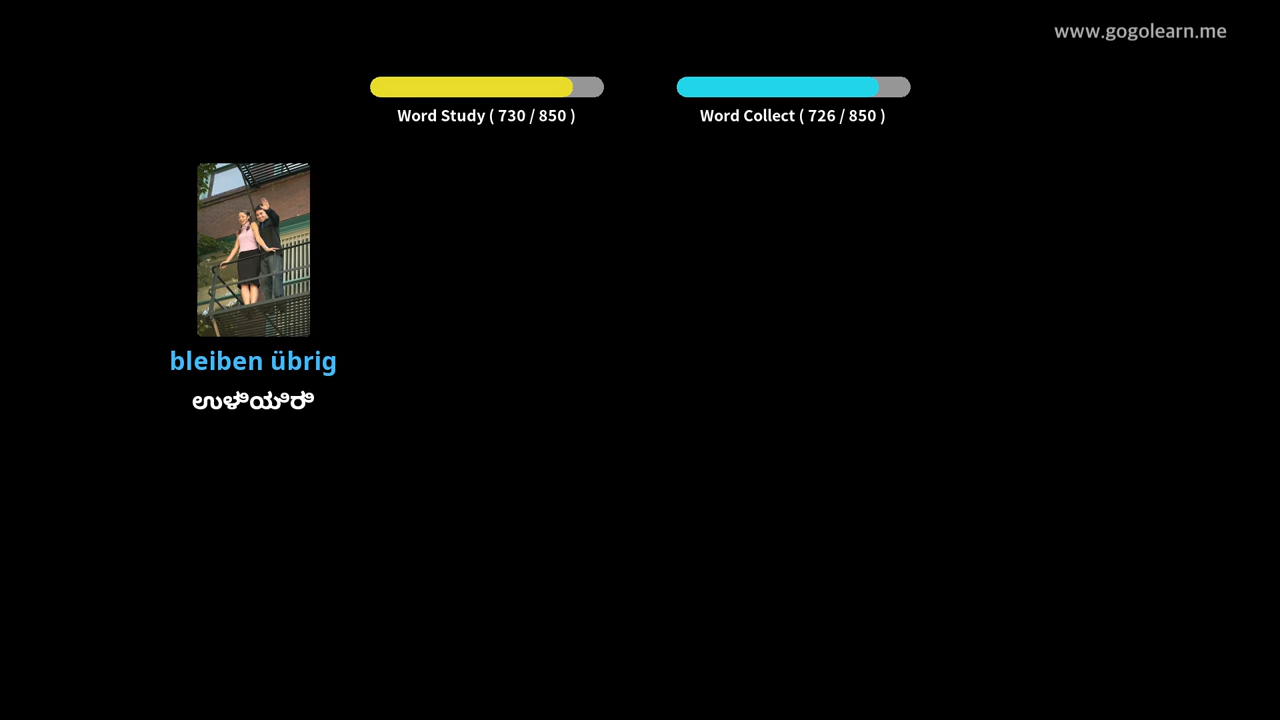 www.gogolearn.me
Word Study ( 730 / 850 )
Word Collect ( 726 / 850 )
bleiben übrig
ಉಳಿಯಿರಿ